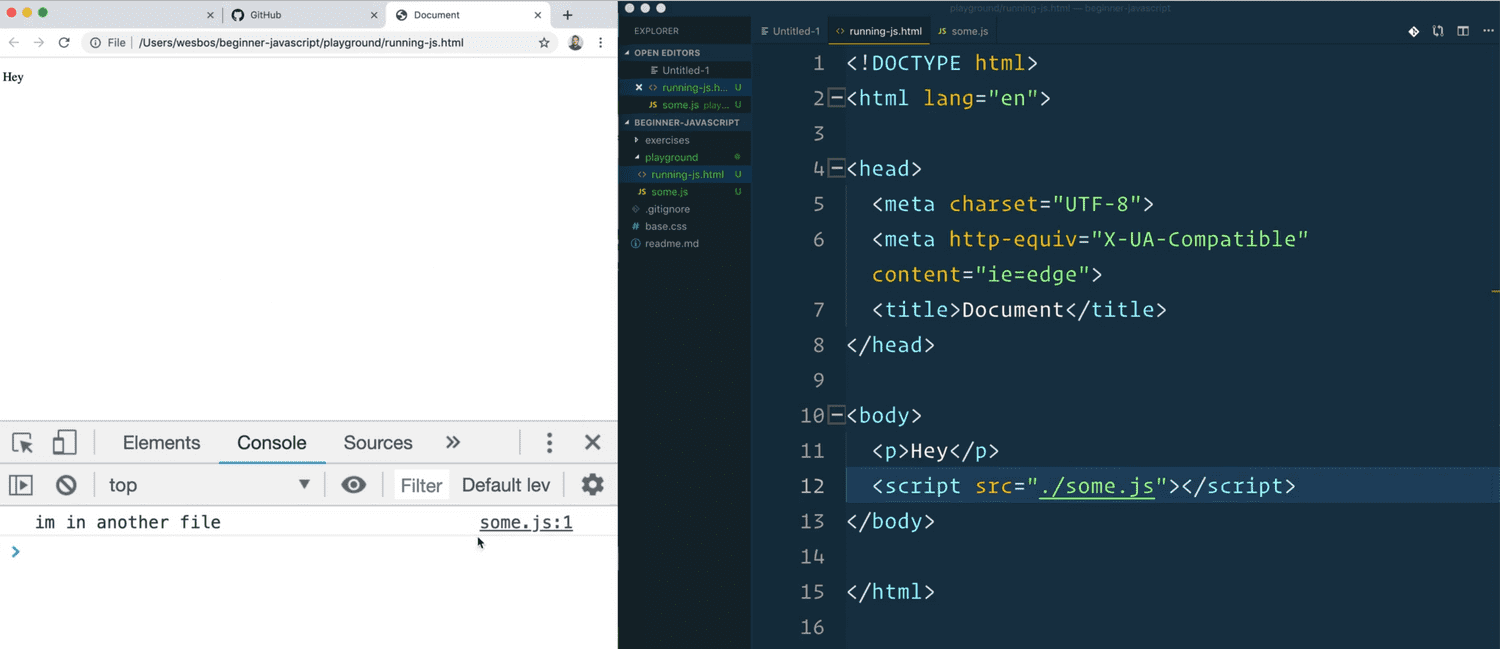 GitHub
Document
File
/Users/wesbos/beginner-javascript/playground/running-js.html
Hey
Elements
Console
Sources
top
Filter
Default lev
im in another file
some.js:1
playground/running-js.html — beginner-javascript
EXPLORER
OPEN EDITORS
Untitled-1
running-js.h... U
JS some.js play... U
BEGINNER-JAVASCRIPT
exercises
playground
running-js.html U
JS some.js U
.gitignore
# base.css
readme.md
Untitled-1
<> running-js.html
JS some.js
1 <!DOCTYPE html>
2 <html lang="en">
3
4 <head>
5 <meta charset="UTF-8">
6 <meta http-equiv="X-UA-Compatible"
content="ie=edge">
7 <title>Document</title>
8 </head>
9
10 <body>
11 <p>Hey</p>
12 <script src="./some.js"></script>
13 </body>
14
15 </html>
16